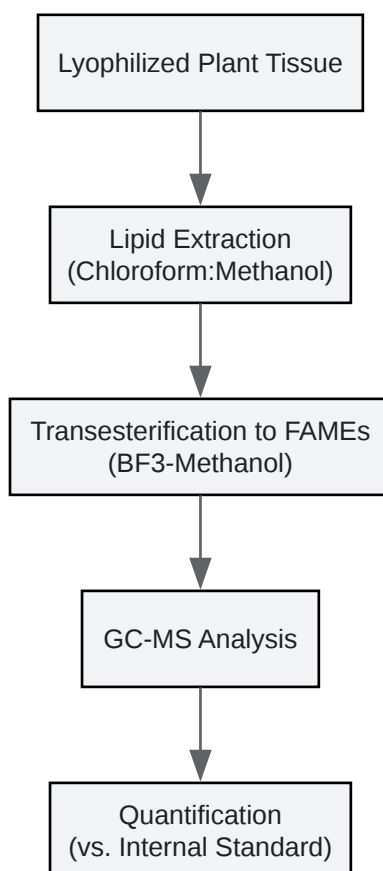 Lyophilized Plant Tissue
Lipid Extraction
(Chloroform:Methanol)
Transesterification to FAMEs
(BF3-Methanol)
GC-MS Analysis
Quantification
(vs. Internal Standard)